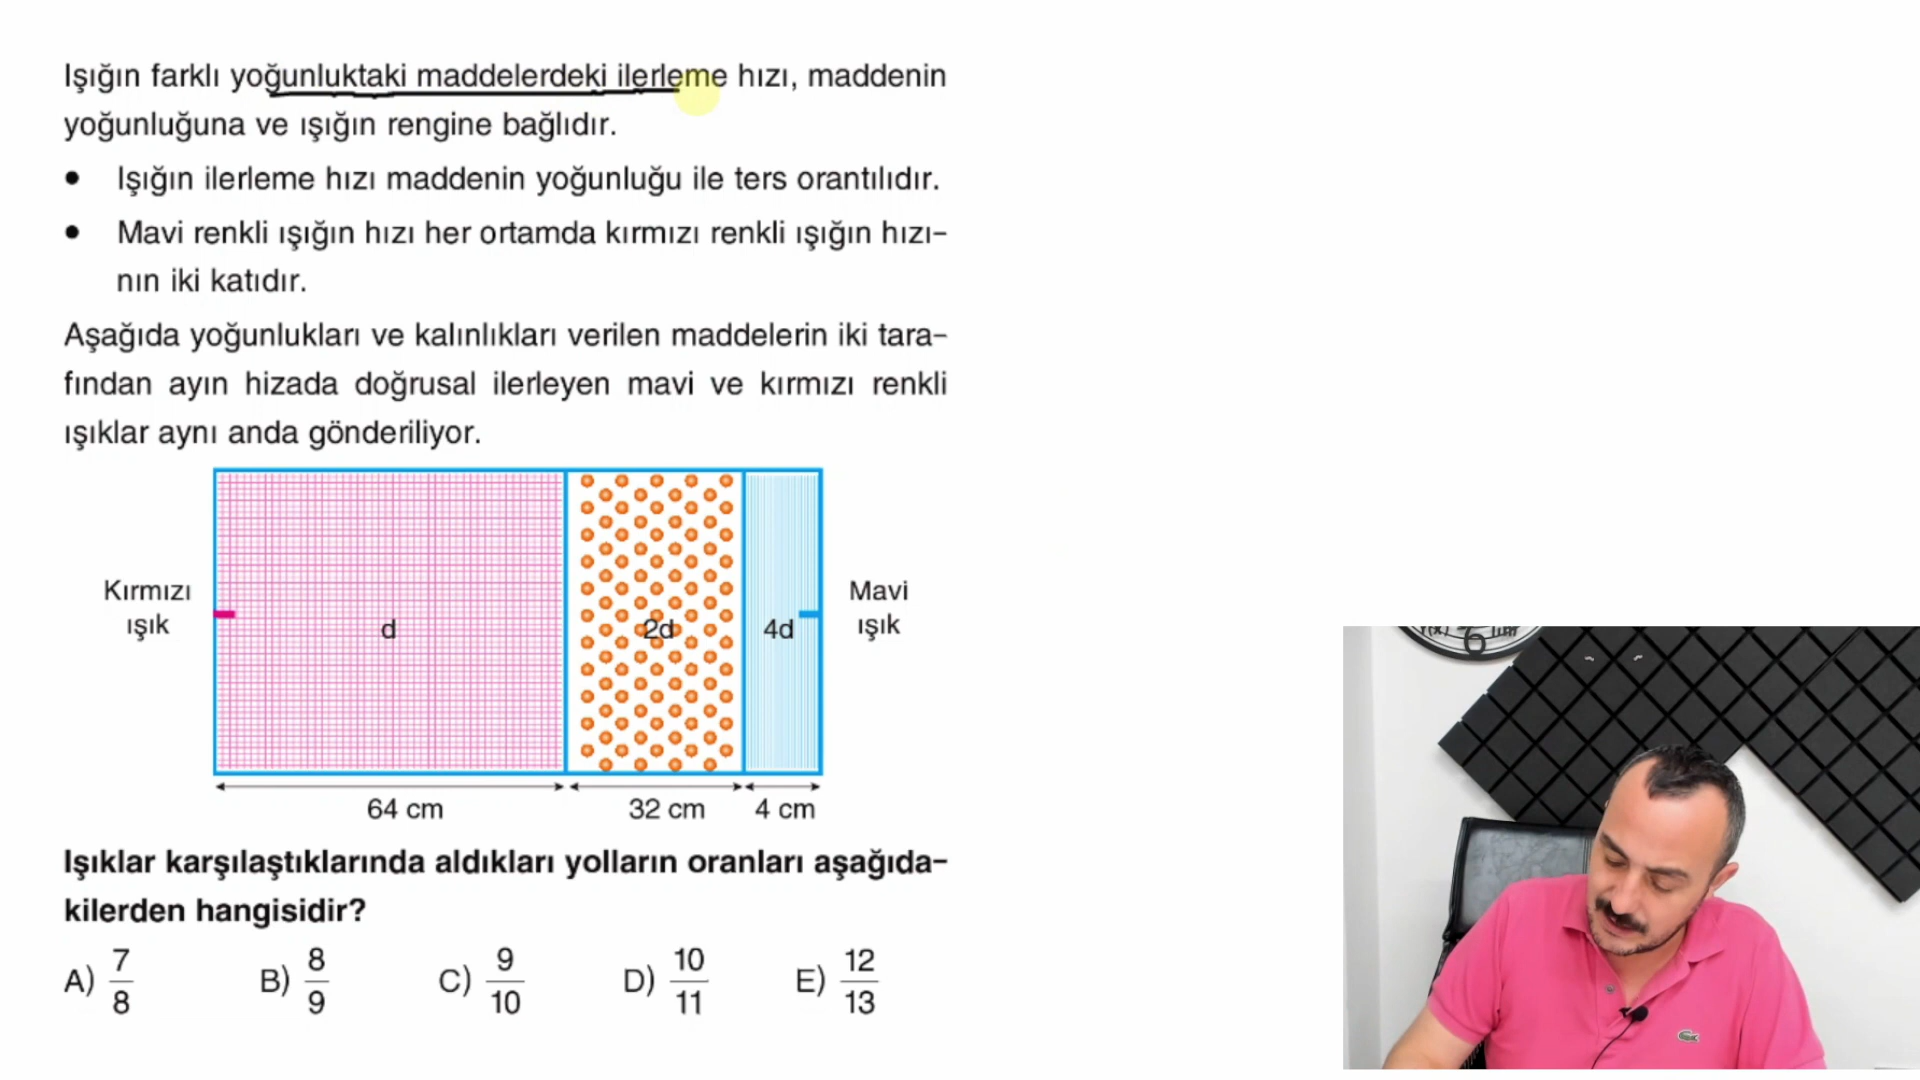 Işığın farklı yoğunluktaki maddelerdeki ilerleme hızı, maddenin
yoğunluğuna ve ışığın rengine bağlıdır.
• Işığın ilerleme hızı maddenin yoğunluğu ile ters orantılıdır.
• Mavi renkli ışığın hızı her ortamda kırmızı renkli ışığın hızı-
nın iki katıdır.
Aşağıda yoğunlukları ve kalınlıkları verilen maddelerin iki tara-
fından ayın hizada doğrusal ilerleyen mavi ve kırmızı renkli
ışıklar aynı anda gönderiliyor.
Kırmızı
ışık
d
2d
4d
Mavi
ışık
64 cm
32 cm
4 cm
Işıklar karşılaştıklarında aldıkları yolların oranları aşağıda-
kilerden hangisidir?
A) 7/8 B) 8/9 C) 9/10 D) 10/11 E) 12/13